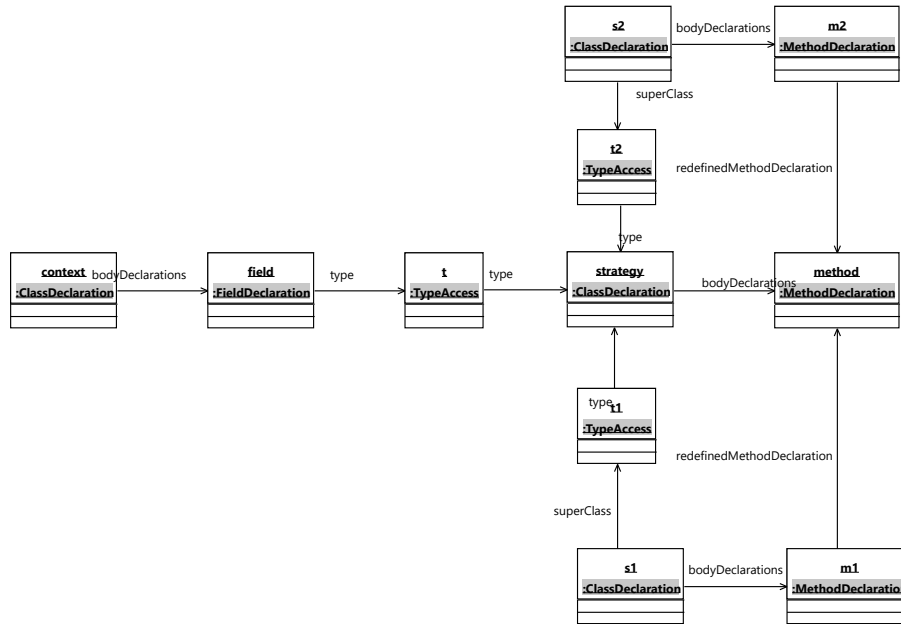 s2
:ClassDeclaration
bodyDeclarations
m2
:MethodDeclaration
superClass
t2
:TypeAccess
redefinedMethodDeclaration
type
context
:ClassDeclaration
bodyDeclarations
field
:FieldDeclaration
type
t
:TypeAccess
type
strategy
:ClassDeclaration
bodyDeclarations
method
:MethodDeclaration
type
t1
:TypeAccess
redefinedMethodDeclaration
superClass
s1
:ClassDeclaration
bodyDeclarations
m1
:MethodDeclaration